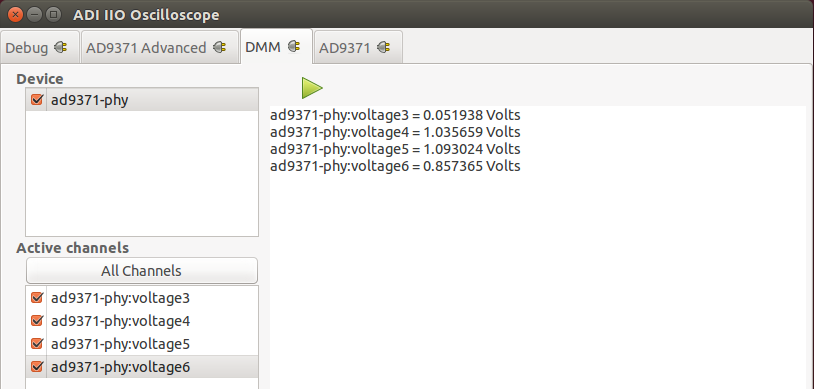 ADI IIO Oscilloscope
Debug
AD9371 Advanced
DMM
AD9371
Device
ad9371-phy
ad9371-phy:voltage3 = 0.051938 Volts
ad9371-phy:voltage4 = 1.035659 Volts
ad9371-phy:voltage5 = 1.093024 Volts
ad9371-phy:voltage6 = 0.857365 Volts
Active channels
All Channels
ad9371-phy:voltage3
ad9371-phy:voltage4
ad9371-phy:voltage5
ad9371-phy:voltage6